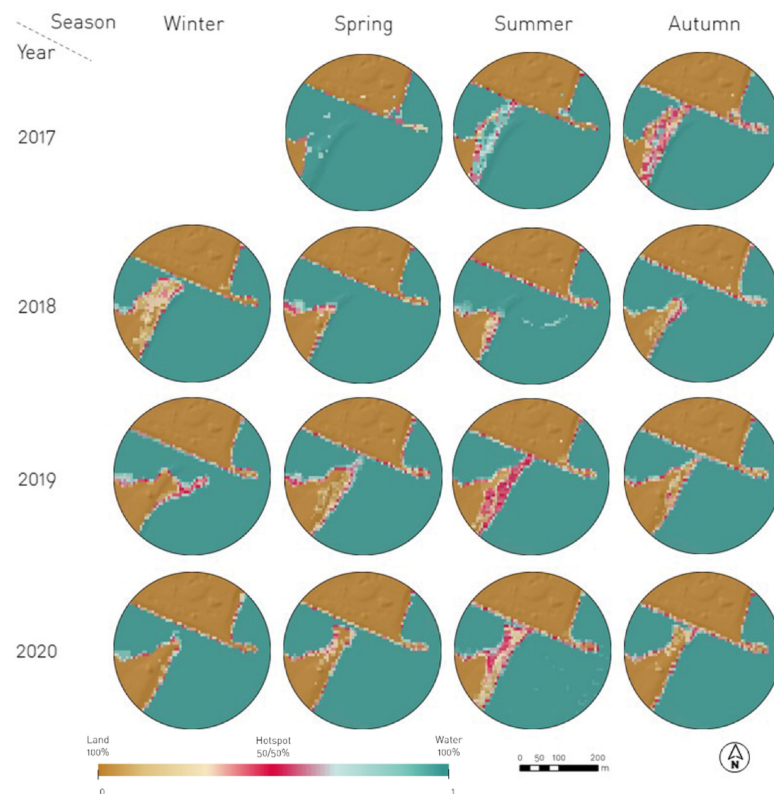 Season Winter Spring Summer Autumn
Year
2017
2018
2019
2020
Land Hotspot Water
100% 50/50% 100%
0 1
0 50 100 200
m
N